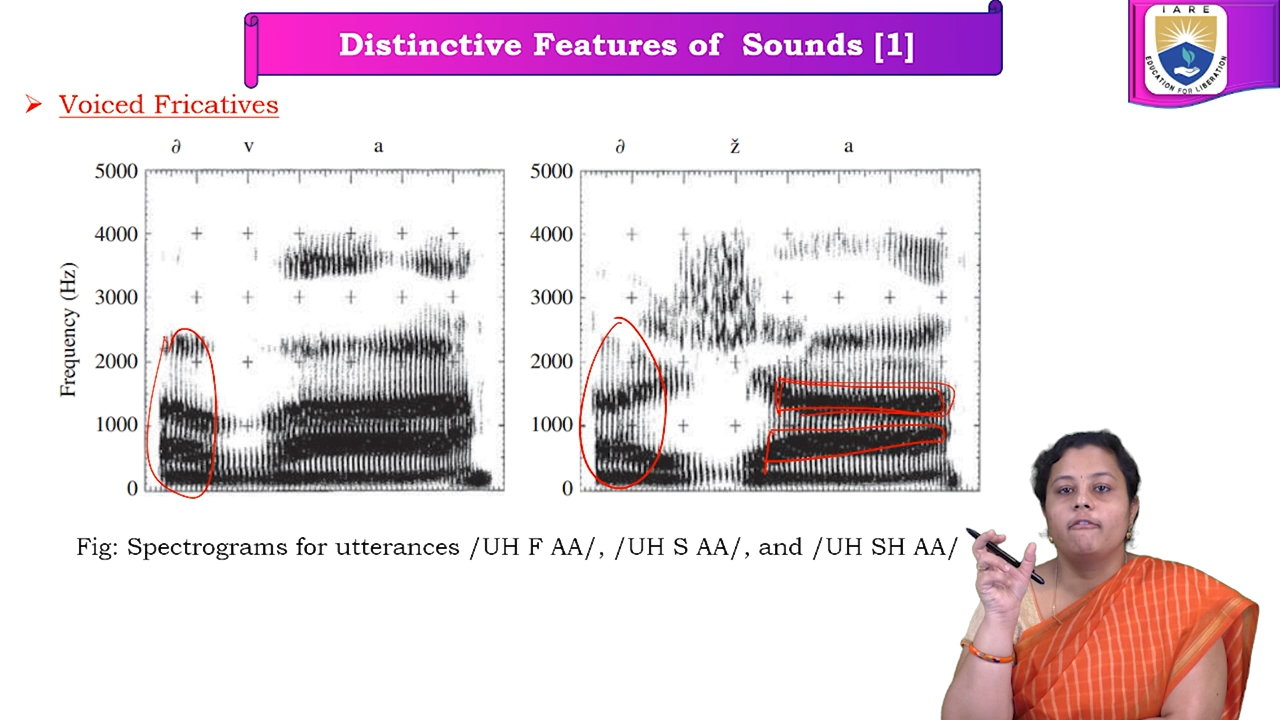 Distinctive Features of Sounds [1]
IARE
EDUCATION FOR LIBERATION
➢ Voiced Fricatives
∂ v a
∂ ž a
5000
4000
3000
2000
1000
0
Frequency (Hz)
5000
4000
3000
2000
1000
0
Fig: Spectrograms for utterances /UH F AA/, /UH S AA/, and /UH SH AA/